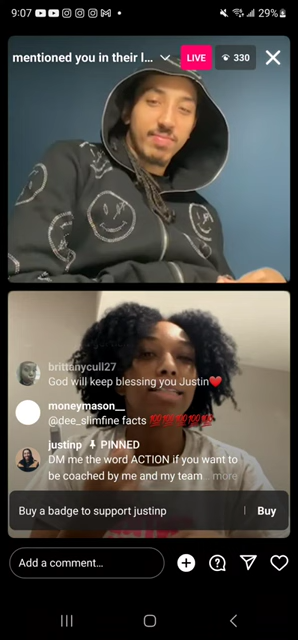 9:07 29%
mentioned you in their l... LIVE 330
brittanycull27
God will keep blessing you Justin❤️
moneymason__
@dee_slimfine facts 💯💯💯💯💯
justinp 📌 PINNED
DM me the word ACTION if you want to
be coached by me and my team... more
Buy a badge to support justinp Buy
Add a comment...